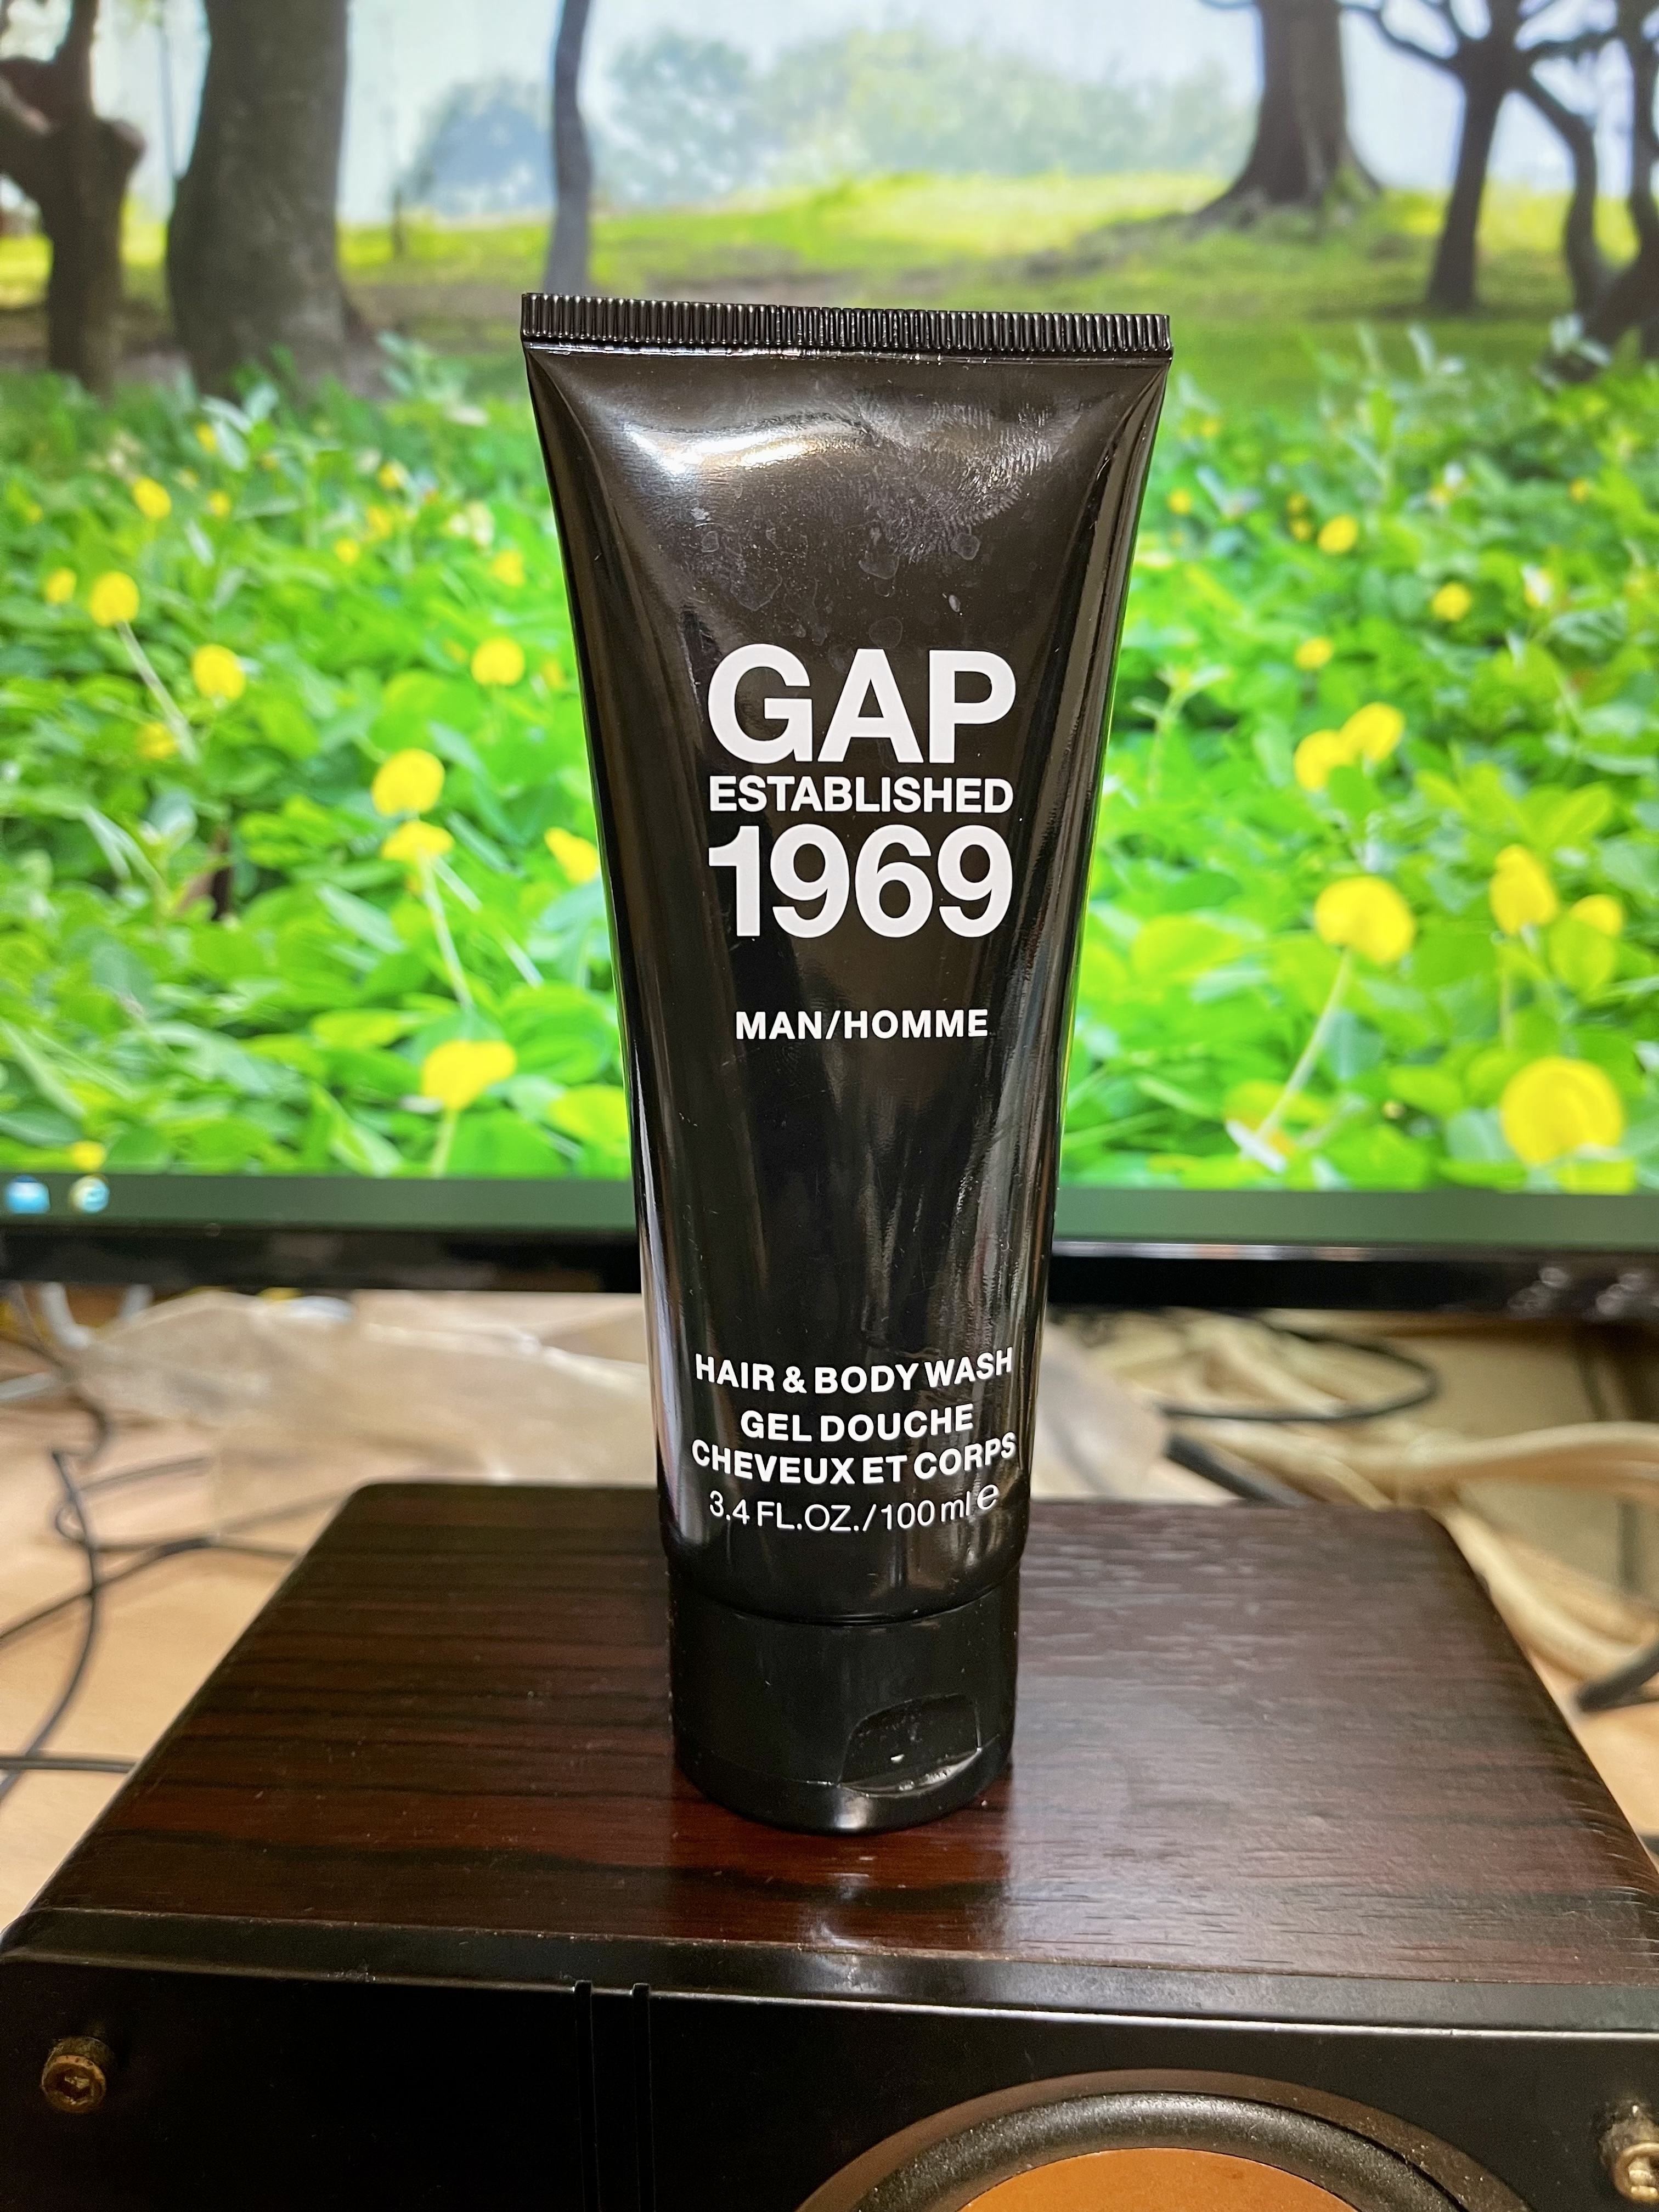 GAP
ESTABLISHED
1969
MAN/HOMME
HAIR & BODY WASH
GEL DOUCHE
CHEVEUX ET CORPS
3.4 FL.OZ./100 ml ℮